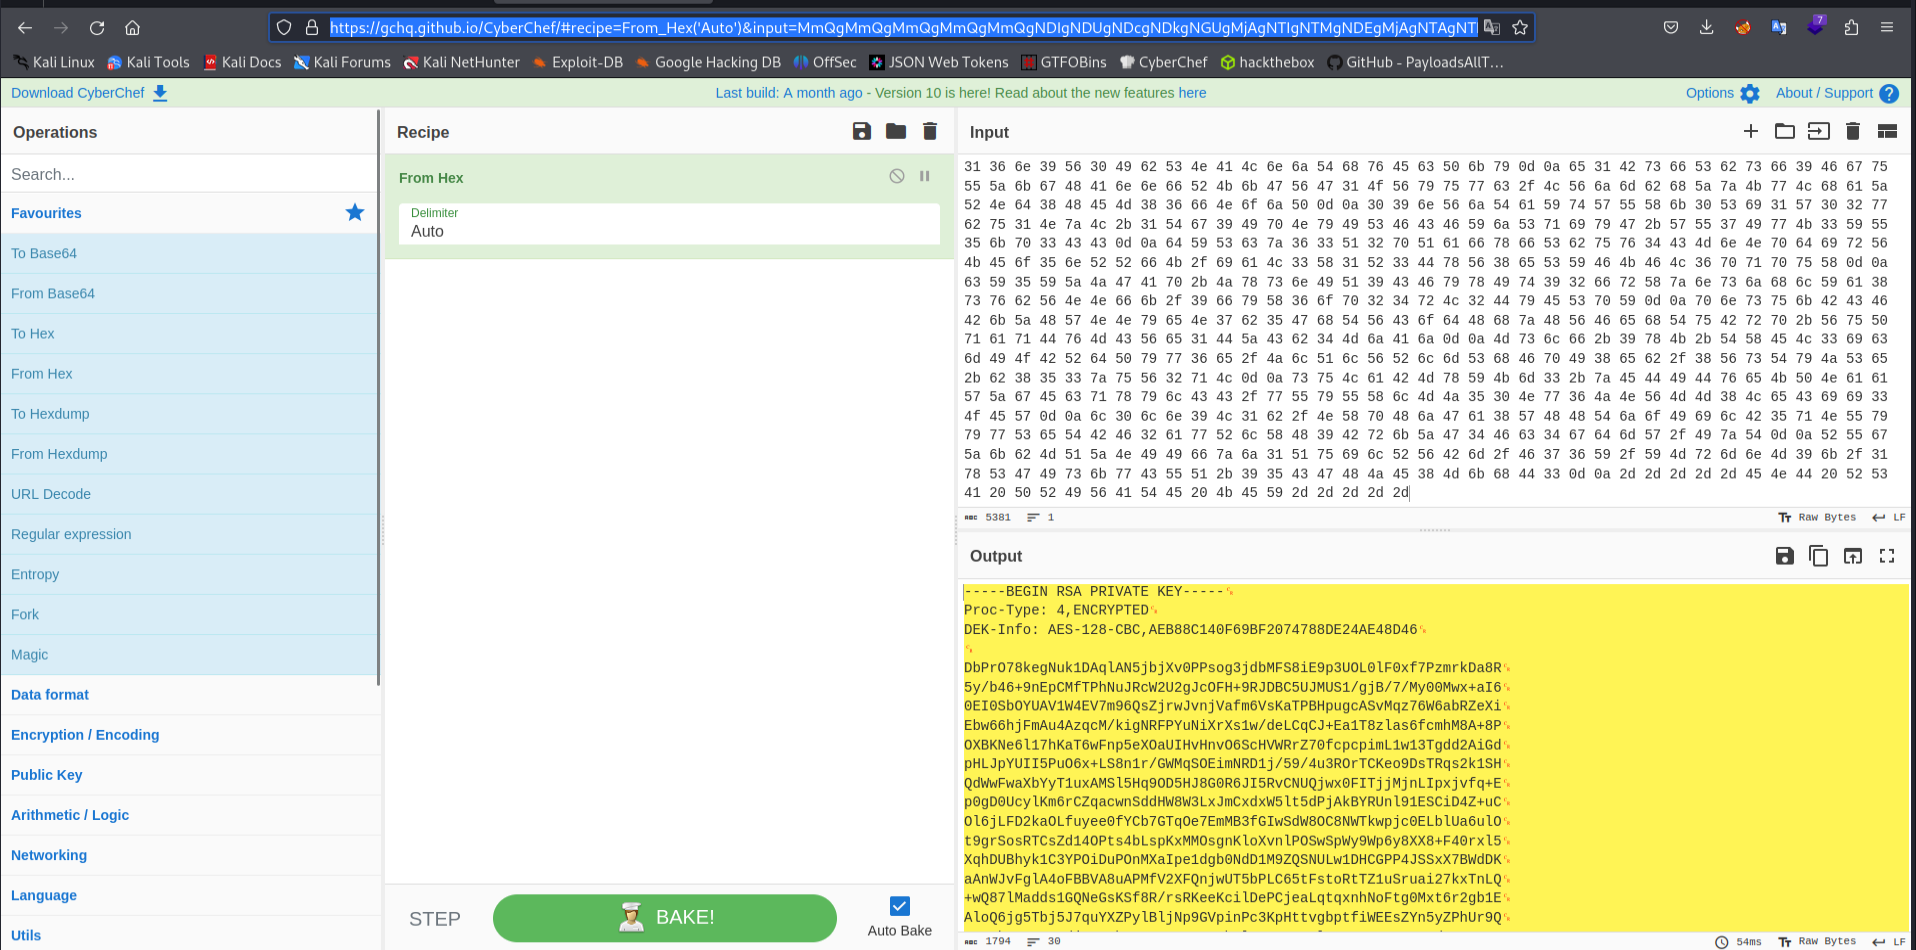 https://gchq.github.io/CyberChef/#recipe=From_Hex('Auto')&input=MmQgMmQgMmQgMmQgMmQgNDIgNDUgNDcgNDkgNGUgMjAgNTIgNTMgNDEgMjAgNTAgNT
7
Kali Linux Kali Tools Kali Docs Kali Forums Kali NetHunter Exploit-DB Google Hacking DB OffSec JSON Web Tokens GTFOBins CyberChef hackthebox GitHub - PayloadsAllT…
Download CyberChef Last build: A month ago - Version 10 is here! Read about the new features here Options About / Support
Operations
Search...
Favourites
To Base64
From Base64
To Hex
From Hex
To Hexdump
From Hexdump
URL Decode
Regular expression
Entropy
Fork
Magic
Data format
Encryption / Encoding
Public Key
Arithmetic / Logic
Networking
Language
Utils
Recipe
From Hex
Delimiter
Auto
STEP
BAKE!
Auto Bake
Input
31 36 6e 39 56 30 49 62 53 4e 41 4c 6e 6a 54 68 76 45 63 50 6b 79 0d 0a 65 31 42 73 66 53 62 73 66 39 46 67 75
55 5a 6b 67 48 41 6e 6e 66 52 4b 6b 47 56 47 31 4f 56 79 75 77 63 2f 4c 56 6a 6d 62 68 5a 7a 4b 77 4c 68 61 5a
52 4e 64 38 48 45 4d 38 36 66 4e 6f 6a 50 0d 0a 30 39 6e 56 6a 54 61 59 74 57 55 58 6b 30 53 69 31 57 30 32 77
62 75 31 4e 7a 4c 2b 31 54 67 39 49 70 4e 79 49 53 46 43 46 59 6a 53 71 69 79 47 2b 57 55 37 49 77 4b 33 59 55
35 6b 70 33 43 43 0d 0a 64 59 53 63 7a 36 33 51 32 70 51 61 66 78 66 53 62 75 76 34 43 4d 6e 4e 70 64 69 72 56
4b 45 6f 35 6e 52 52 66 4b 2f 69 61 4c 33 58 31 52 33 44 78 56 38 65 53 59 46 4b 46 4c 36 70 71 70 75 58 0d 0a
63 59 35 59 5a 4a 47 41 70 2b 4a 78 73 6e 49 51 39 43 46 79 78 49 74 39 32 66 72 58 7a 6e 73 6a 68 6c 59 61 38
73 76 62 56 4e 4e 66 6b 2f 39 66 79 58 36 6f 70 32 34 72 4c 32 44 79 45 53 70 59 0d 0a 70 6e 73 75 6b 42 43 46
42 6b 5a 48 57 4e 4e 79 65 4e 37 62 35 47 68 54 56 43 6f 64 48 68 7a 48 56 46 65 68 54 75 42 72 70 2b 56 75 50
71 61 71 44 76 4d 43 56 65 31 44 5a 43 62 34 4d 6a 41 6a 0d 0a 4d 73 6c 66 2b 39 78 4b 2b 54 58 45 4c 33 69 63
6d 49 4f 42 52 64 50 79 77 36 65 2f 4a 6c 51 6c 56 52 6c 6d 53 68 46 70 49 38 65 62 2f 38 56 73 54 79 4a 53 65
2b 62 38 35 33 7a 75 56 32 71 4c 0d 0a 73 75 4c 61 42 4d 78 59 4b 6d 33 2b 7a 45 44 49 44 76 65 4b 50 4e 61 61
57 5a 67 45 63 71 78 79 6c 43 43 2f 77 55 79 55 58 6c 4d 4a 35 30 4e 77 36 4a 4e 56 4d 4d 38 4c 65 43 69 69 33
4f 45 57 0d 0a 6c 30 6c 6e 39 4c 31 62 2f 4e 58 70 48 6a 47 61 38 57 48 48 54 6a 6f 49 69 6c 42 35 71 4e 55 79
79 77 53 65 54 42 46 32 61 77 52 6c 58 48 39 42 72 6b 5a 47 34 46 63 34 67 64 6d 57 2f 49 7a 54 0d 0a 52 55 67
5a 6b 62 4d 51 5a 4e 49 49 66 7a 6a 31 51 75 69 6c 52 56 42 6d 2f 46 37 36 59 2f 59 4d 72 6d 6e 4d 39 6b 2f 31
78 53 47 49 73 6b 77 43 55 51 2b 39 35 43 47 48 4a 45 38 4d 6b 68 44 33 0d 0a 2d 2d 2d 2d 2d 45 4e 44 20 52 53
41 20 50 52 49 56 41 54 45 20 4b 45 59 2d 2d 2d 2d 2d
5381 1 Raw Bytes LF
Output
-----BEGIN RSA PRIVATE KEY-----
Proc-Type: 4,ENCRYPTED
DEK-Info: AES-128-CBC,AEB88C140F69BF2074788DE24AE48D46
DbPrO78kegNuk1DAqlAN5jbjXv0PPsog3jdbMFS8iE9p3UOL0lF0xf7PzmrkDa8R
5y/b46+9nEpCMfTPhNuJRcW2U2gJcOFH+9RJDBC5UJMUS1/gjB/7/My00Mwx+aI6
0EI0SbOYUAV1W4EV7m96QsZjrwJvnjVafm6VsKaTPBHpugcASvMqz76W6abRZeXi
Ebw66hjFmAu4AzqcM/kigNRFPYuNiXrXs1w/deLCqCJ+Ea1T8zlas6fcmhM8A+8P
OXBKNe6l17hKaT6wFnp5eXOaUIHvHnvO6ScHVWRrZ70fcpcpimL1w13Tgdd2AiGd
pHLJpYUII5PuO6x+LS8n1r/GWMqSOEimNRD1j/59/4u3ROrTCKeo9DsTRqs2k1SH
QdWwFwaXbYyT1uxAMSl5Hq9OD5HJ8G0R6JI5RvCNUQjwx0FITjjMjnLIpxjvfq+E
p0gD0UcylKm6rCZqacwnSddHW8W3LxJmCxdxW5lt5dPjAkBYRUnl91ESCiD4Z+uC
Ol6jLFD2kaOLfuyee0fYCb7GTqOe7EmMB3fGIwSdW8OC8NWTkwpjc0ELblUa6ulO
t9grSosRTCsZd14OPts4bLspKxMMOsgnKloXvnlPOSwSpWy9Wp6y8XX8+F40rxl5
XqhDUBhyk1C3YPOiDuPOnMXaIpe1dgb0NdD1M9ZQSNULw1DHCGPP4JSSxX7BWdDK
aAnWJvFglA4oFBBVA8uAPMfV2XFQnjwUT5bPLC65tFstoRtTZ1uSruai27kxTnLQ
+wQ87lMadds1GQNeGsKSf8R/rsRKeeKcilDePCjeaLqtqxnhNoFtg0Mxt6r2gb1E
AloQ6jg5Tbj5J7quYXZPylBljNp9GVpinPc3KpHttvgbptfiWEEsZYn5yZPhUr9Q
1794 30 54ms Raw Bytes LF